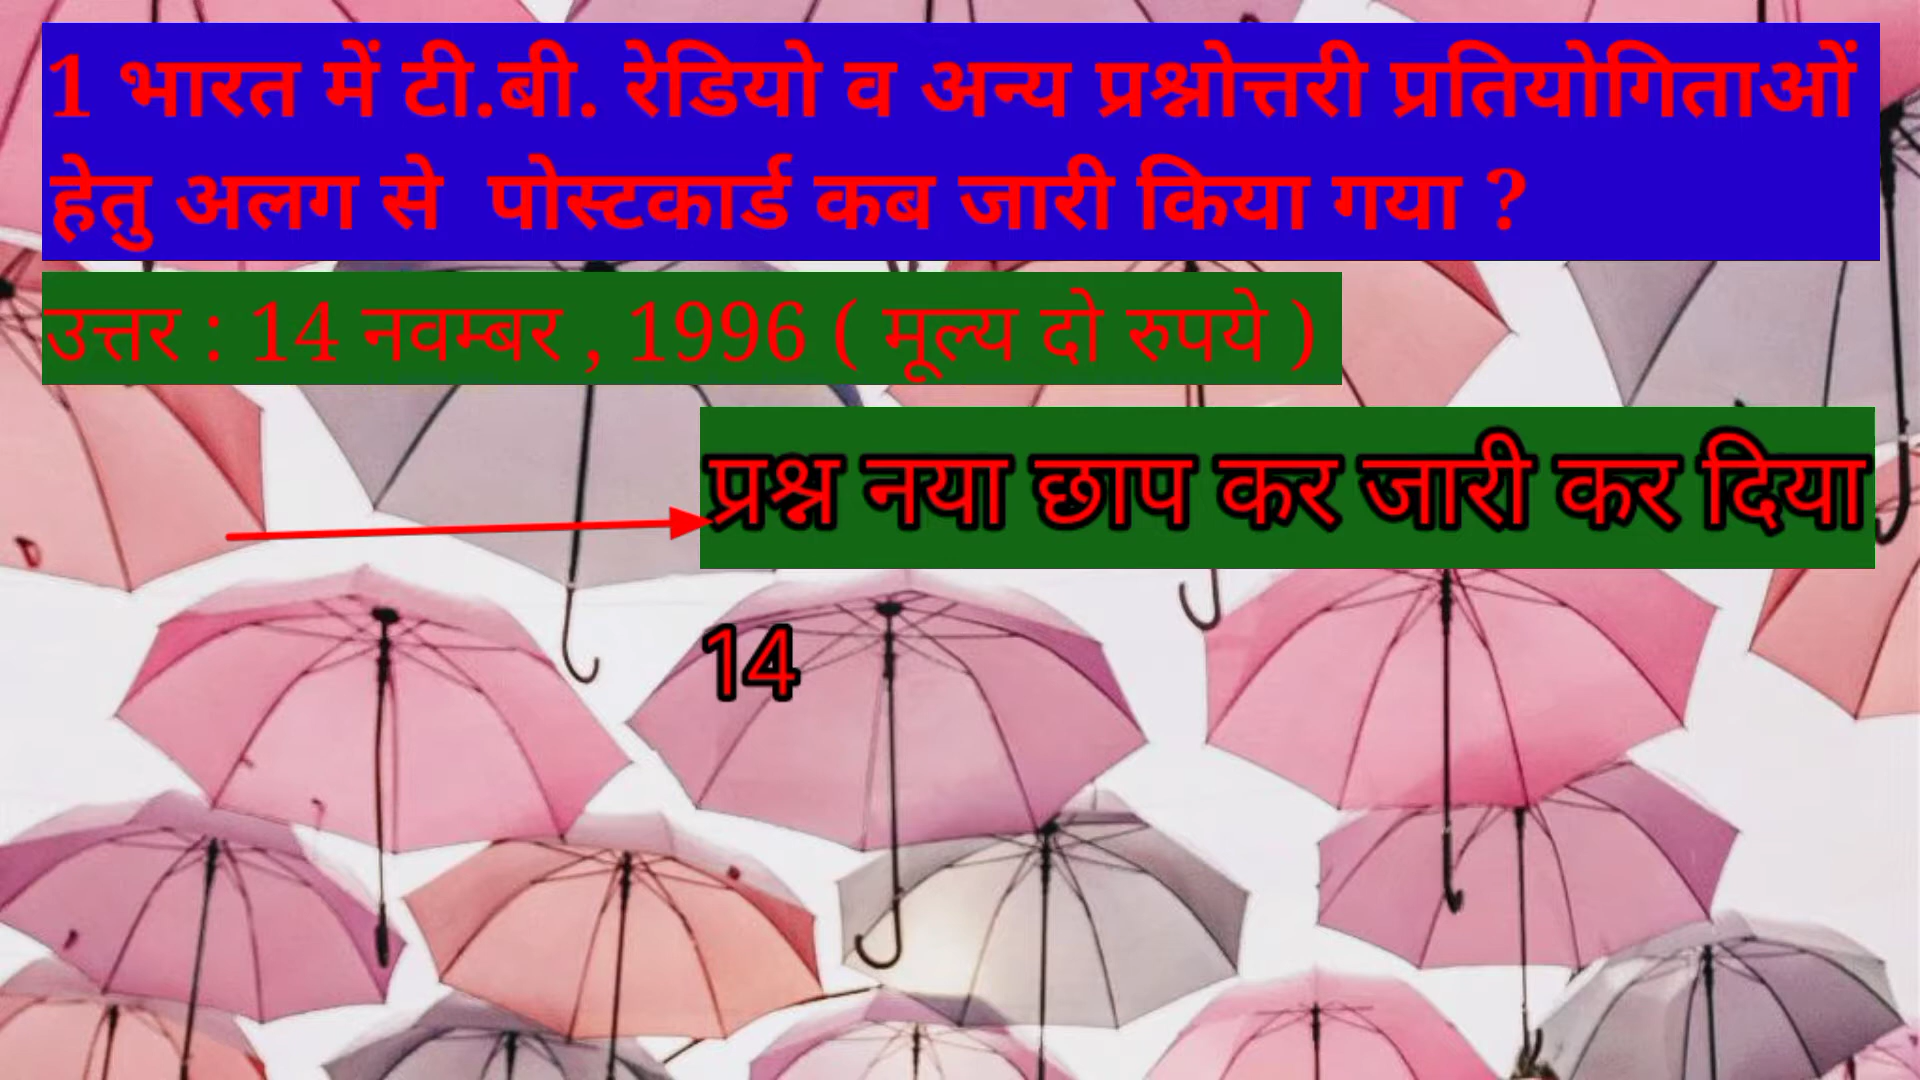 1 भारत में टी.बी. रेडियो व अन्य प्रश्नोत्तरी प्रतियोगिताओं
हेतु अलग से  पोस्टकार्ड कब जारी किया गया ?
उत्तर : 14 नवम्बर , 1996 ( मूल्य दो रुपये )
प्रश्न नया छाप कर जारी कर दिया
14